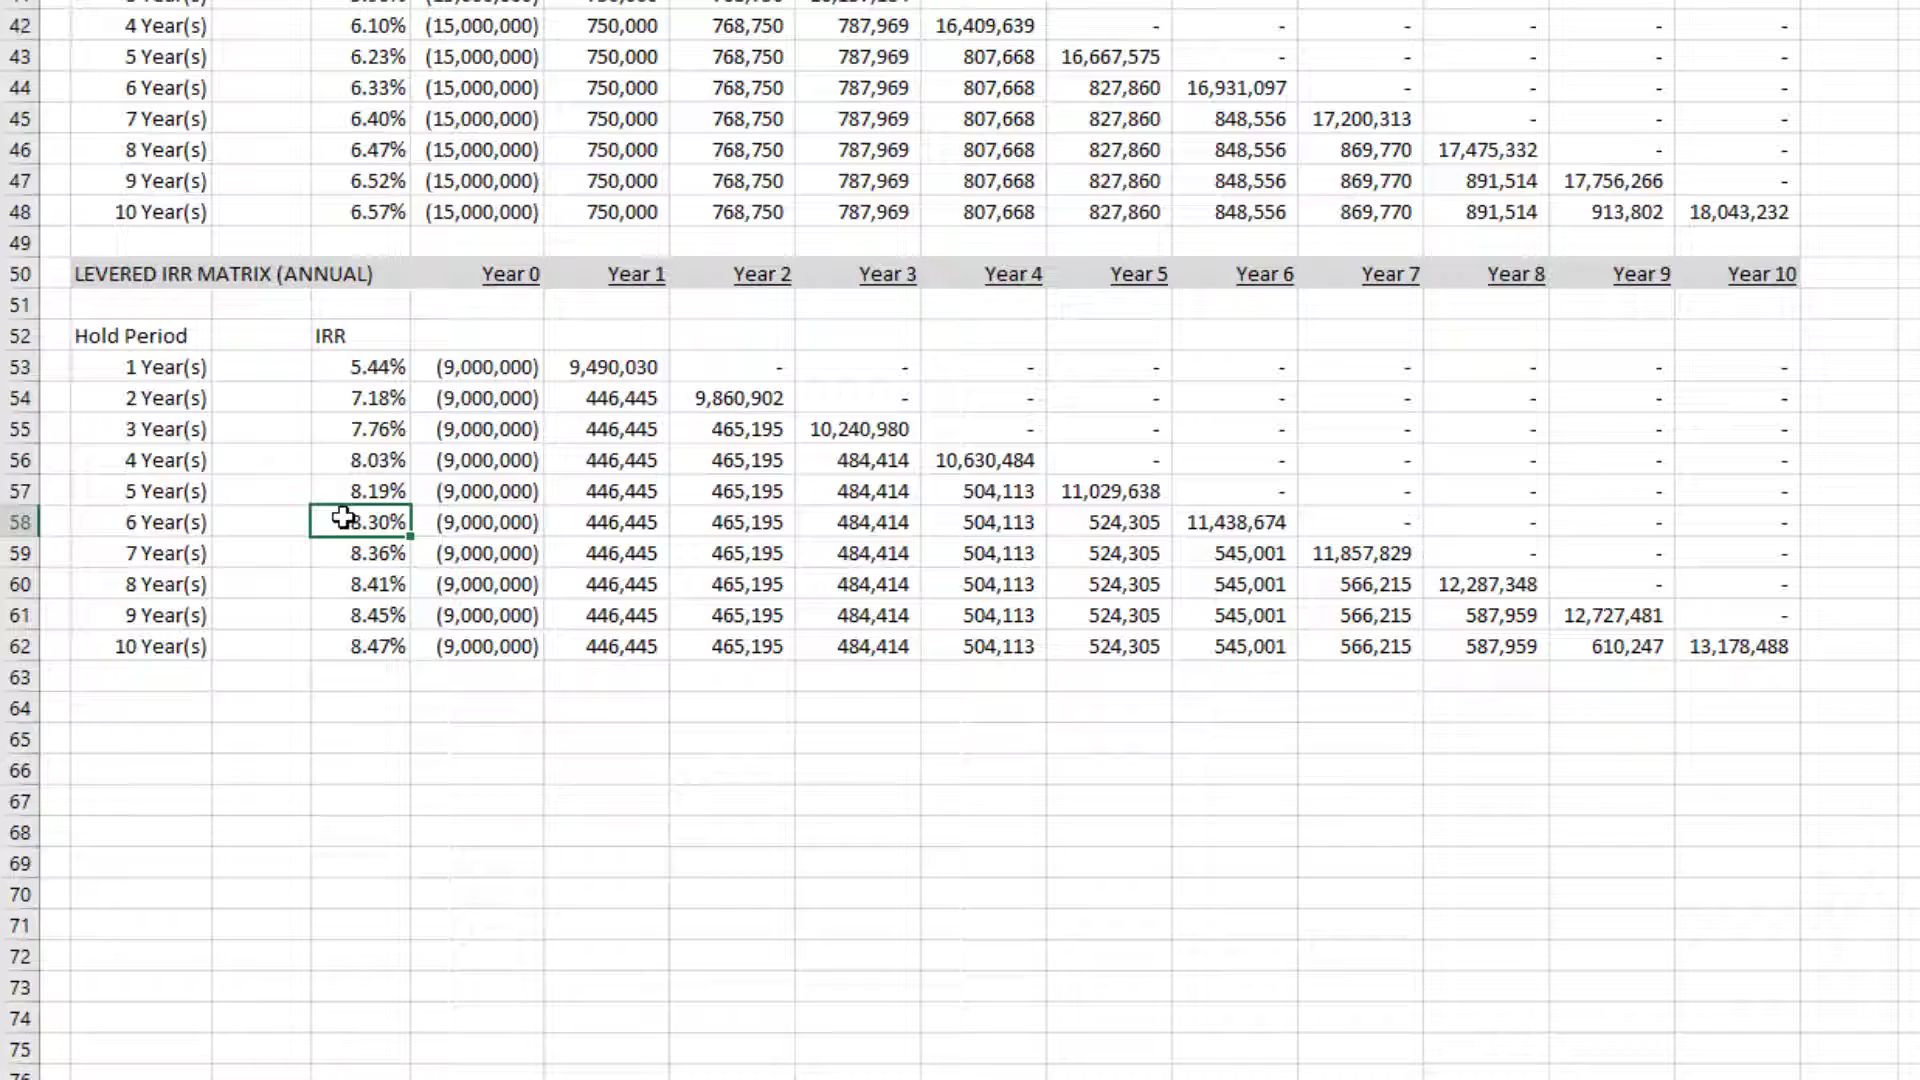 42 4 Year(s) 6.10% (15,000,000) 750,000 768,750 787,969 16,409,639 - - - - - -
43 5 Year(s) 6.23% (15,000,000) 750,000 768,750 787,969 807,668 16,667,575 - - - - -
44 6 Year(s) 6.33% (15,000,000) 750,000 768,750 787,969 807,668 827,860 16,931,097 - - - -
45 7 Year(s) 6.40% (15,000,000) 750,000 768,750 787,969 807,668 827,860 848,556 17,200,313 - - -
46 8 Year(s) 6.47% (15,000,000) 750,000 768,750 787,969 807,668 827,860 848,556 869,770 17,475,332 - -
47 9 Year(s) 6.52% (15,000,000) 750,000 768,750 787,969 807,668 827,860 848,556 869,770 891,514 17,756,266 -
48 10 Year(s) 6.57% (15,000,000) 750,000 768,750 787,969 807,668 827,860 848,556 869,770 891,514 913,802 18,043,232
49
50 LEVERED IRR MATRIX (ANNUAL) Year 0 Year 1 Year 2 Year 3 Year 4 Year 5 Year 6 Year 7 Year 8 Year 9 Year 10
51
52 Hold Period IRR
53 1 Year(s) 5.44% (9,000,000) 9,490,030 - - - - - - - - -
54 2 Year(s) 7.18% (9,000,000) 446,445 9,860,902 - - - - - - - -
55 3 Year(s) 7.76% (9,000,000) 446,445 465,195 10,240,980 - - - - - - -
56 4 Year(s) 8.03% (9,000,000) 446,445 465,195 484,414 10,630,484 - - - - - -
57 5 Year(s) 8.19% (9,000,000) 446,445 465,195 484,414 504,113 11,029,638 - - - - -
58 6 Year(s) 8.30% (9,000,000) 446,445 465,195 484,414 504,113 524,305 11,438,674 - - - -
59 7 Year(s) 8.36% (9,000,000) 446,445 465,195 484,414 504,113 524,305 545,001 11,857,829 - - -
60 8 Year(s) 8.41% (9,000,000) 446,445 465,195 484,414 504,113 524,305 545,001 566,215 12,287,348 - -
61 9 Year(s) 8.45% (9,000,000) 446,445 465,195 484,414 504,113 524,305 545,001 566,215 587,959 12,727,481 -
62 10 Year(s) 8.47% (9,000,000) 446,445 465,195 484,414 504,113 524,305 545,001 566,215 587,959 610,247 13,178,488
63
64
65
66
67
68
69
70
71
72
73
74
75